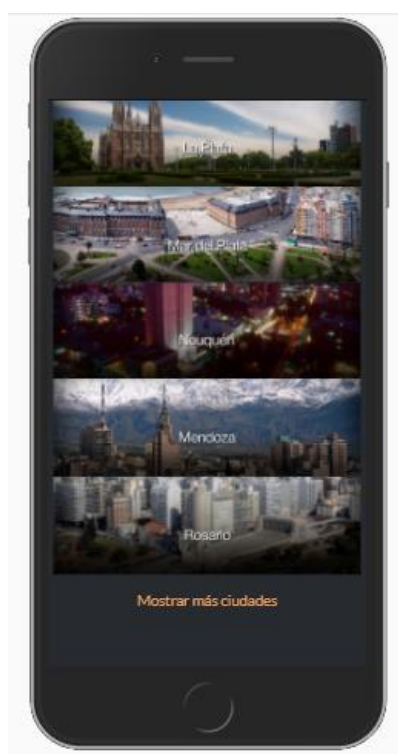 La Plata
Mar del Plata
Neuquén
Mendoza
Rosario
Mostrar más ciudades